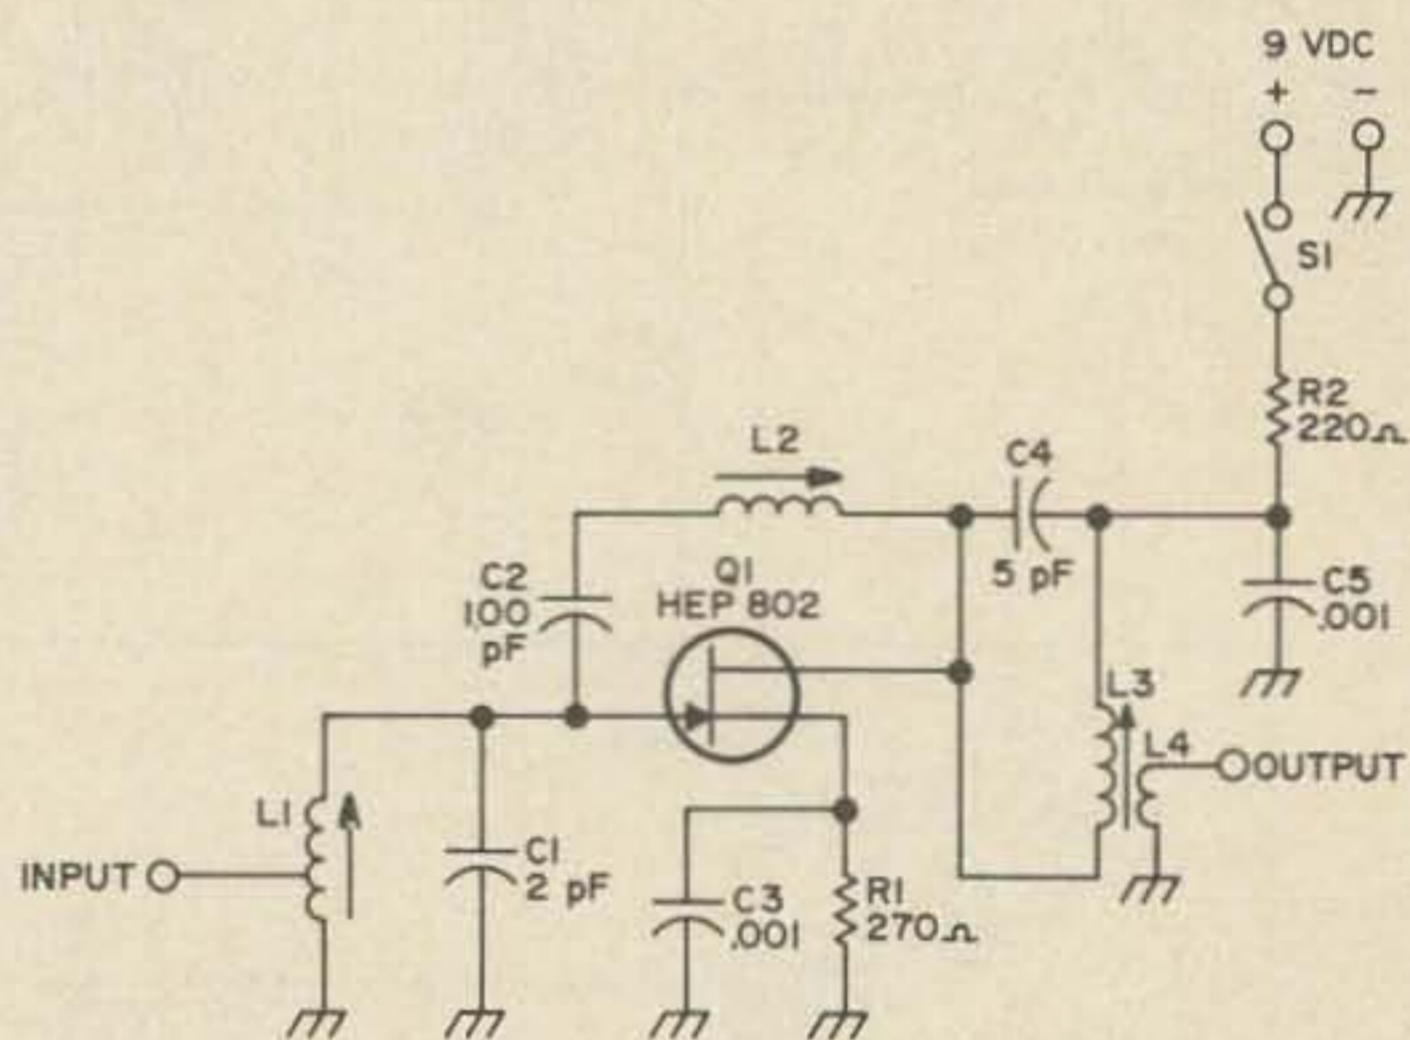 9 VDC
+ -
S1
R2
220Ω
L2
C4
5 pF
C2
100
pF
Q1
HEP 802
C5
.001
L3
L4
OUTPUT
L1
INPUT
C1
2 pF
C3
.001
R1
270Ω